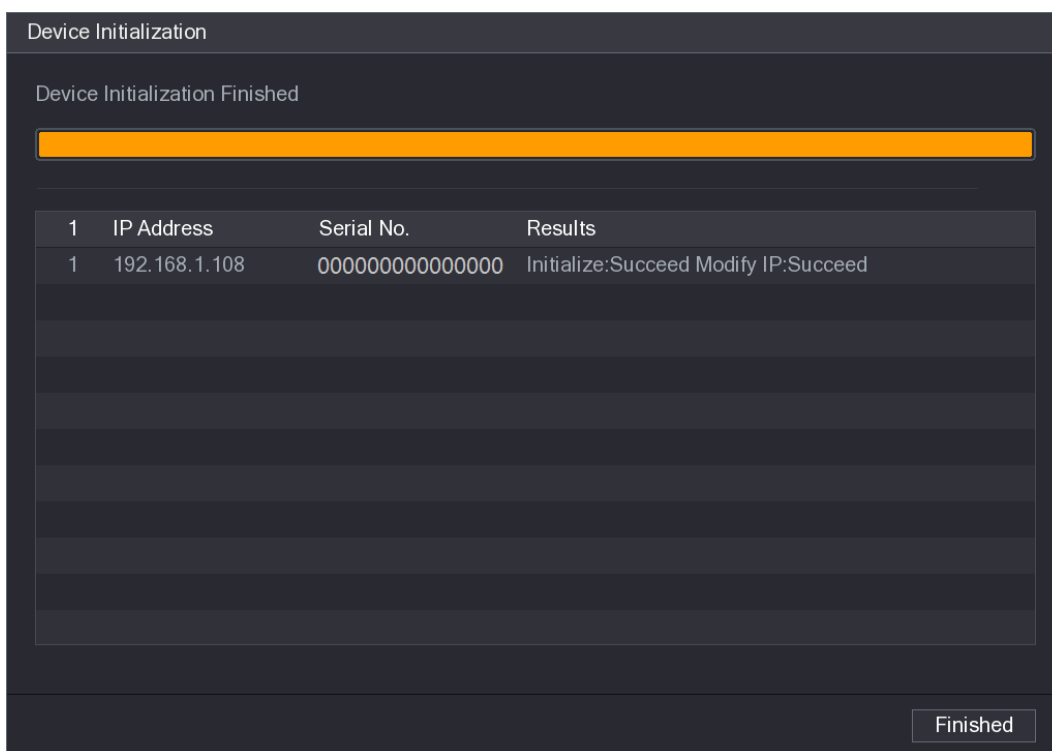 Device Initialization
Device Initialization Finished
1 IP Address Serial No. Results
1 192.168.1.108 000000000000000 Initialize:Succeed Modify IP:Succeed
Finished